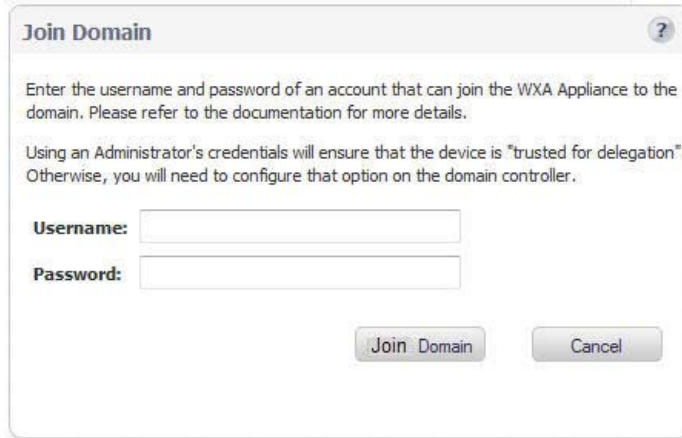 Join Domain
?
Enter the username and password of an account that can join the WXA Appliance to the
domain. Please refer to the documentation for more details.
Using an Administrator's credentials will ensure that the device is "trusted for delegation"
Otherwise, you will need to configure that option on the domain controller.
Username:
Password:
Join Domain Cancel